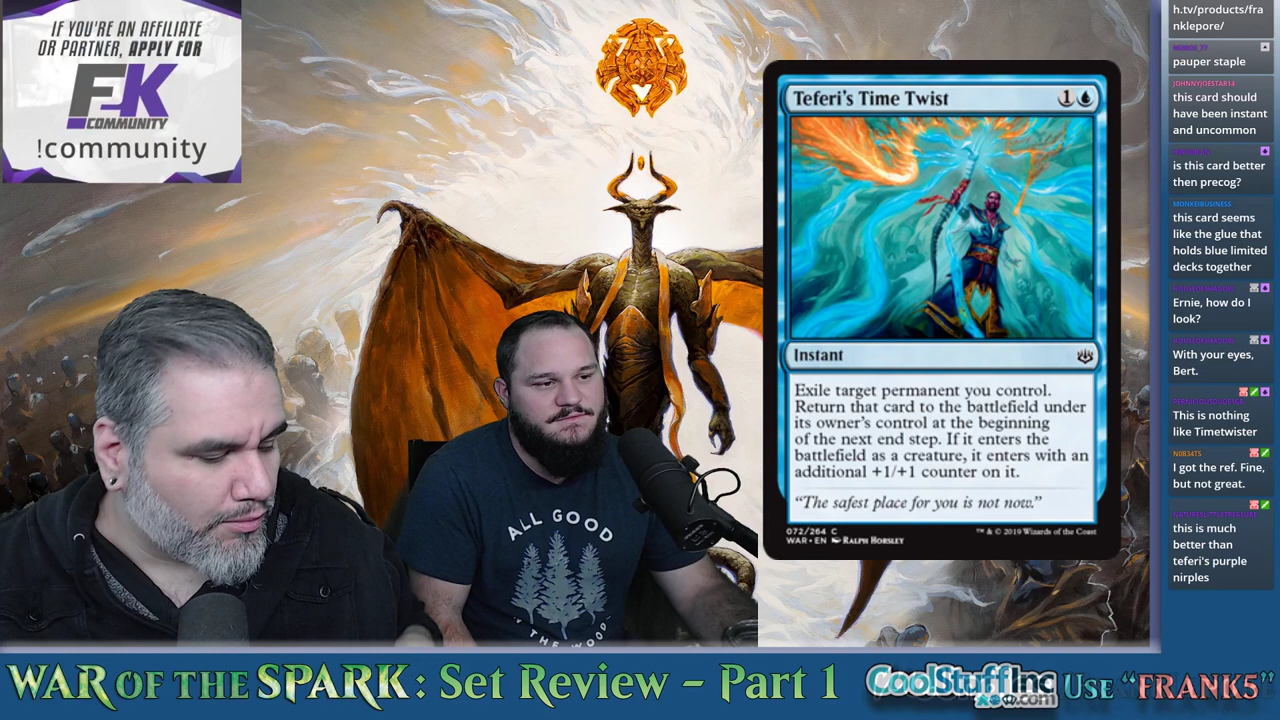 IF YOU'RE AN AFFILIATE
OR PARTNER, APPLY FOR
FK
COMMUNITY
!community
Teferi's Time Twist 1
Instant
Exile target permanent you control.
Return that card to the battlefield under
its owner's control at the beginning
of the next end step. If it enters the
battlefield as a creature, it enters with an
additional +1/+1 counter on it.
"The safest place for you is not now."
072/264 C
WAR • EN RALPH HORSLEY
™ & © 2019 Wizards of the Coast
ALL GOOD
THE WOOD
h.tv/products/fra
nklepore/
pauper staple
JOHNNYJOESTAR14
this card should
have been instant
and uncommon
is this card better
then precog?
MONKEIBUSINESS
this card seems
like the glue that
holds blue limited
decks together
Ernie, how do I
look?
With your eyes,
Bert.
This is nothing
like Timetwister
N0B34TS
I got the ref. Fine,
but not great.
this is much
better than
teferi's purple
nirples
WAR OF THE SPARK: Set Review - Part 1
CoolStuffInc
.com
USE "FRANK5"